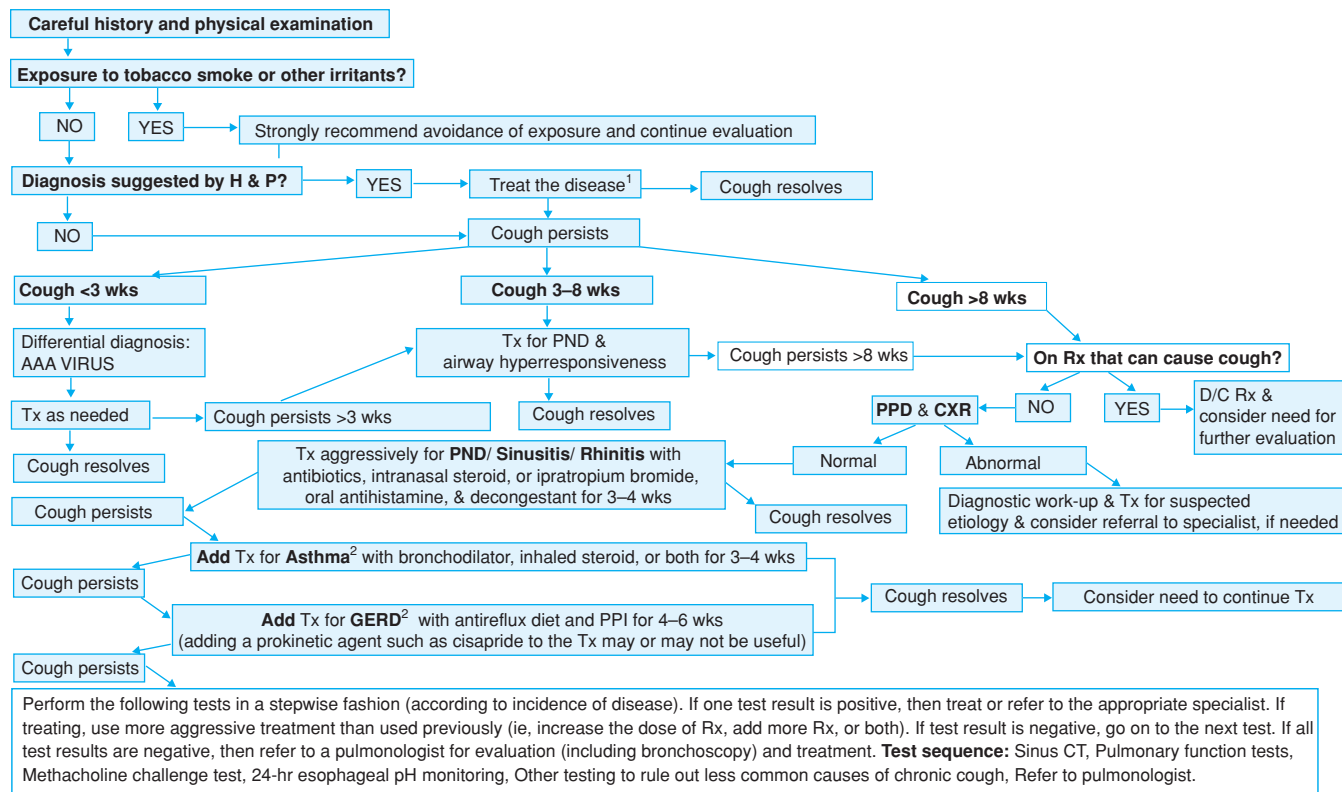 Careful history and physical examination
Exposure to tobacco smoke or other irritants?
NO
YES
Strongly recommend avoidance of exposure and continue evaluation
Diagnosis suggested by H & P?
YES
Treat the disease1
Cough resolves
NO
Cough persists
Cough <3 wks
Cough 3–8 wks
Cough >8 wks
Differential diagnosis:
AAA VIRUS
Tx for PND &
airway hyperresponsiveness
Cough persists >8 wks
On Rx that can cause cough?
Tx as needed
Cough persists >3 wks
Cough resolves
PPD & CXR
NO
YES
D/C Rx &
consider need for
further evaluation
Cough resolves
Tx aggressively for PND/ Sinusitis/ Rhinitis with
antibiotics, intranasal steroid, or ipratropium bromide,
oral antihistamine, & decongestant for 3–4 wks
Normal
Abnormal
Cough persists
Cough resolves
Diagnostic work-up & Tx for suspected
etiology & consider referral to specialist, if needed
Add Tx for Asthma2 with bronchodilator, inhaled steroid, or both for 3–4 wks
Cough persists
Cough resolves
Consider need to continue Tx
Add Tx for GERD2 with antireflux diet and PPI for 4–6 wks
(adding a prokinetic agent such as cisapride to the Tx may or may not be useful)
Cough persists
Perform the following tests in a stepwise fashion (according to incidence of disease). If one test result is positive, then treat or refer to the appropriate specialist. If
treating, use more aggressive treatment than used previously (ie, increase the dose of Rx, add more Rx, or both). If test result is negative, go on to the next test. If all
test results are negative, then refer to a pulmonologist for evaluation (including bronchoscopy) and treatment. Test sequence: Sinus CT, Pulmonary function tests,
Methacholine challenge test, 24-hr esophageal pH monitoring, Other testing to rule out less common causes of chronic cough, Refer to pulmonologist.